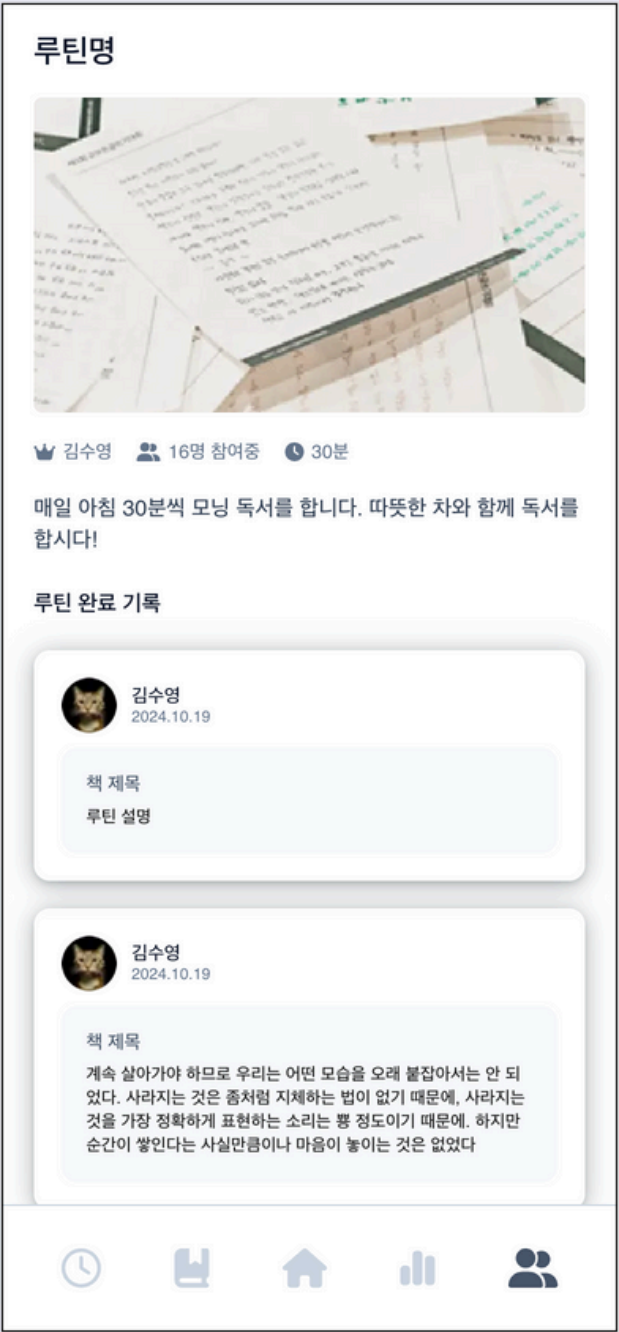 루틴명
김수영 16명 참여중 30분
매일 아침 30분씩 모닝 독서를 합니다. 따뜻한 차와 함께 독서를
합시다!
루틴 완료 기록
김수영
2024.10.19
책 제목
루틴 설명
김수영
2024.10.19
책 제목
계속 살아가야 하므로 우리는 어떤 모습을 오래 붙잡아서는 안 되
었다. 사라지는 것은 좀처럼 지체하는 법이 없기 때문에, 사라지는
것을 가장 정확하게 표현하는 소리는 뿅 정도이기 때문에. 하지만
순간이 쌓인다는 사실만큼이나 마음이 놓이는 것은 없었다